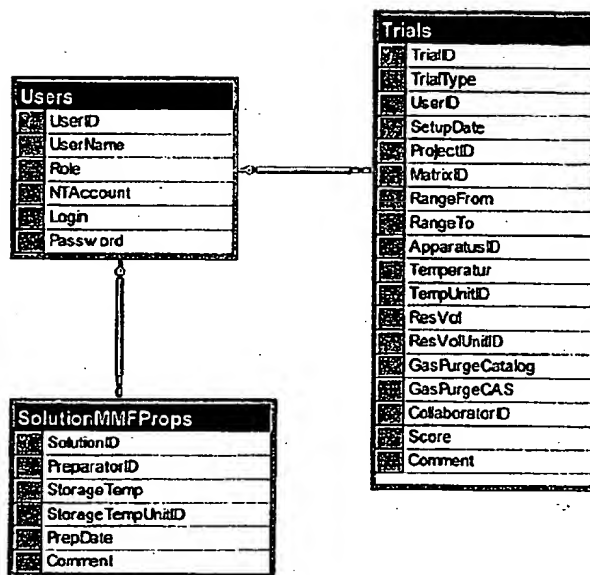 Users
UserID
UserName
Role
NTAccount
Login
Password
SolutionMMFProps
SolutionID
PreparatorID
StorageTemp
StorageTempUnitID
PrepDate
Comment
Trials
TrialID
TrialType
UserID
SetupDate
ProjectID
MatrixID
RangeFrom
RangeTo
ApparatusID
Temperatur
TempUnitID
ResVol
ResVolUnitID
GasPurgeCatalog
GasPurgeCAS
CollaboratorID
Score
Comment